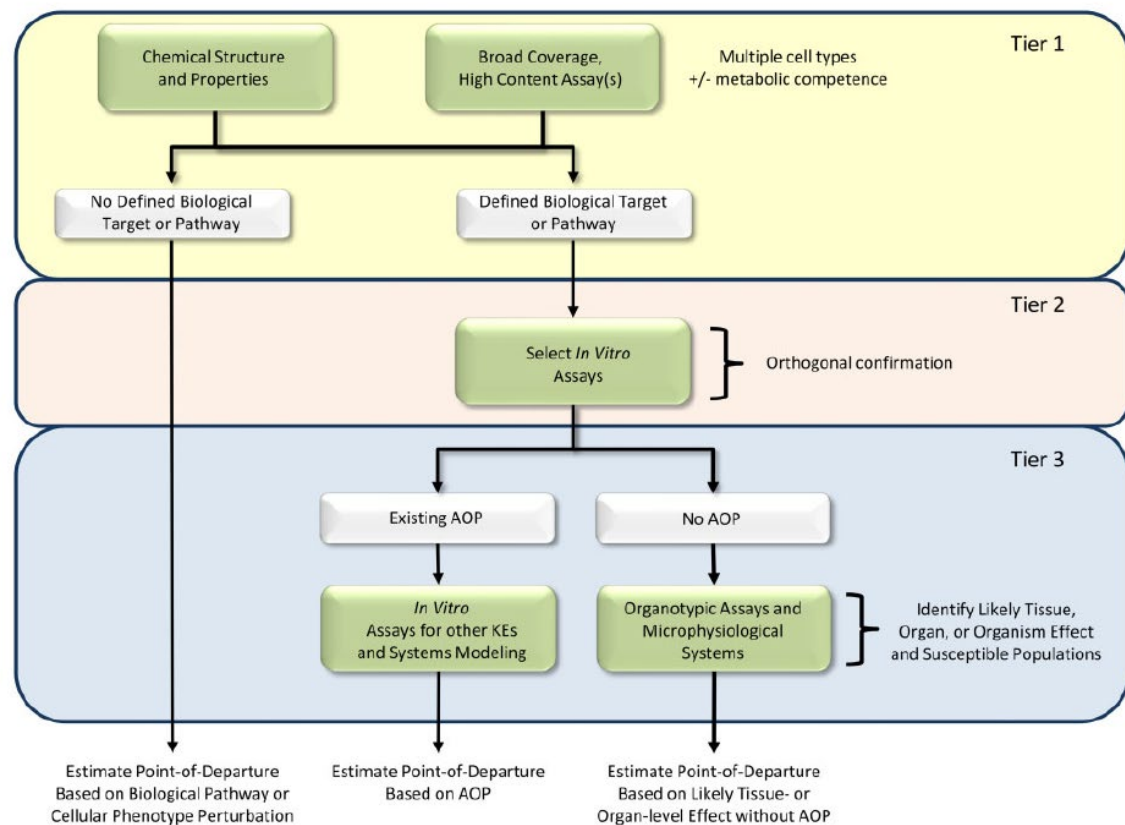 Tier 1
Chemical Structure
and Properties
Broad Coverage,
High Content Assay(s)
Multiple cell types
+/- metabolic competence
No Defined Biological
Target or Pathway
Defined Biological Target
or Pathway
Tier 2
Select In Vitro
Assays
Orthogonal confirmation
Tier 3
Existing AOP
No AOP
In Vitro
Assays for other KEs
and Systems Modeling
Organotypic Assays and
Microphysiological
Systems
Identify Likely Tissue,
Organ, or Organism Effect
and Susceptible Populations
Estimate Point-of-Departure
Based on Biological Pathway or
Cellular Phenotype Perturbation
Estimate Point-of-Departure
Based on AOP
Estimate Point-of-Departure
Based on Likely Tissue- or
Organ-level Effect without AOP